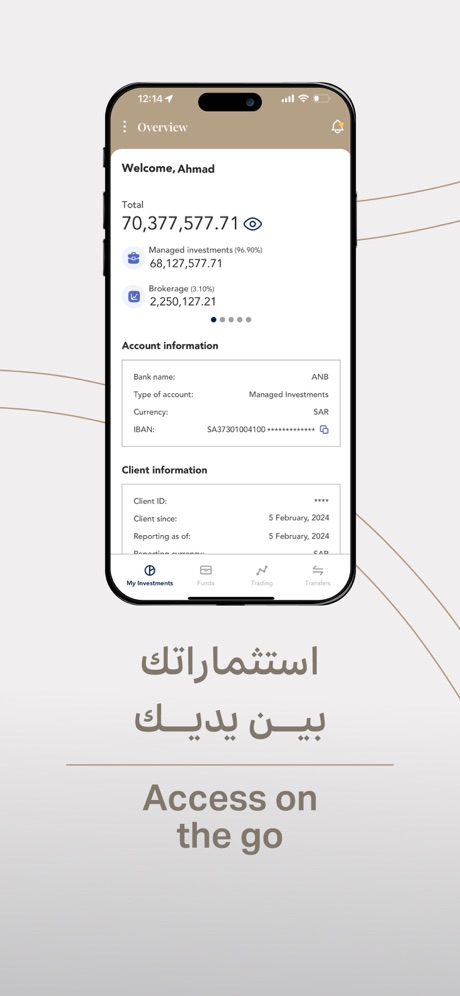 12:14
Overview
Welcome, Ahmad
Total
70,377,577.71
Managed investments (96.90%)
68,127,577.71
Brokerage (3.10%)
2,250,127.21
Account information
Bank name: ANB
Type of account: Managed Investments
Currency: SAR
IBAN: SA37301004100 *************
Client information
Client ID: ****
Client since: 5 February, 2024
Reporting as of: 5 February, 2024
Reporting currency: SAR
My Investments Funds Trading Transfers
استثماراتك
بيـــن يديـــك
Access on
the go